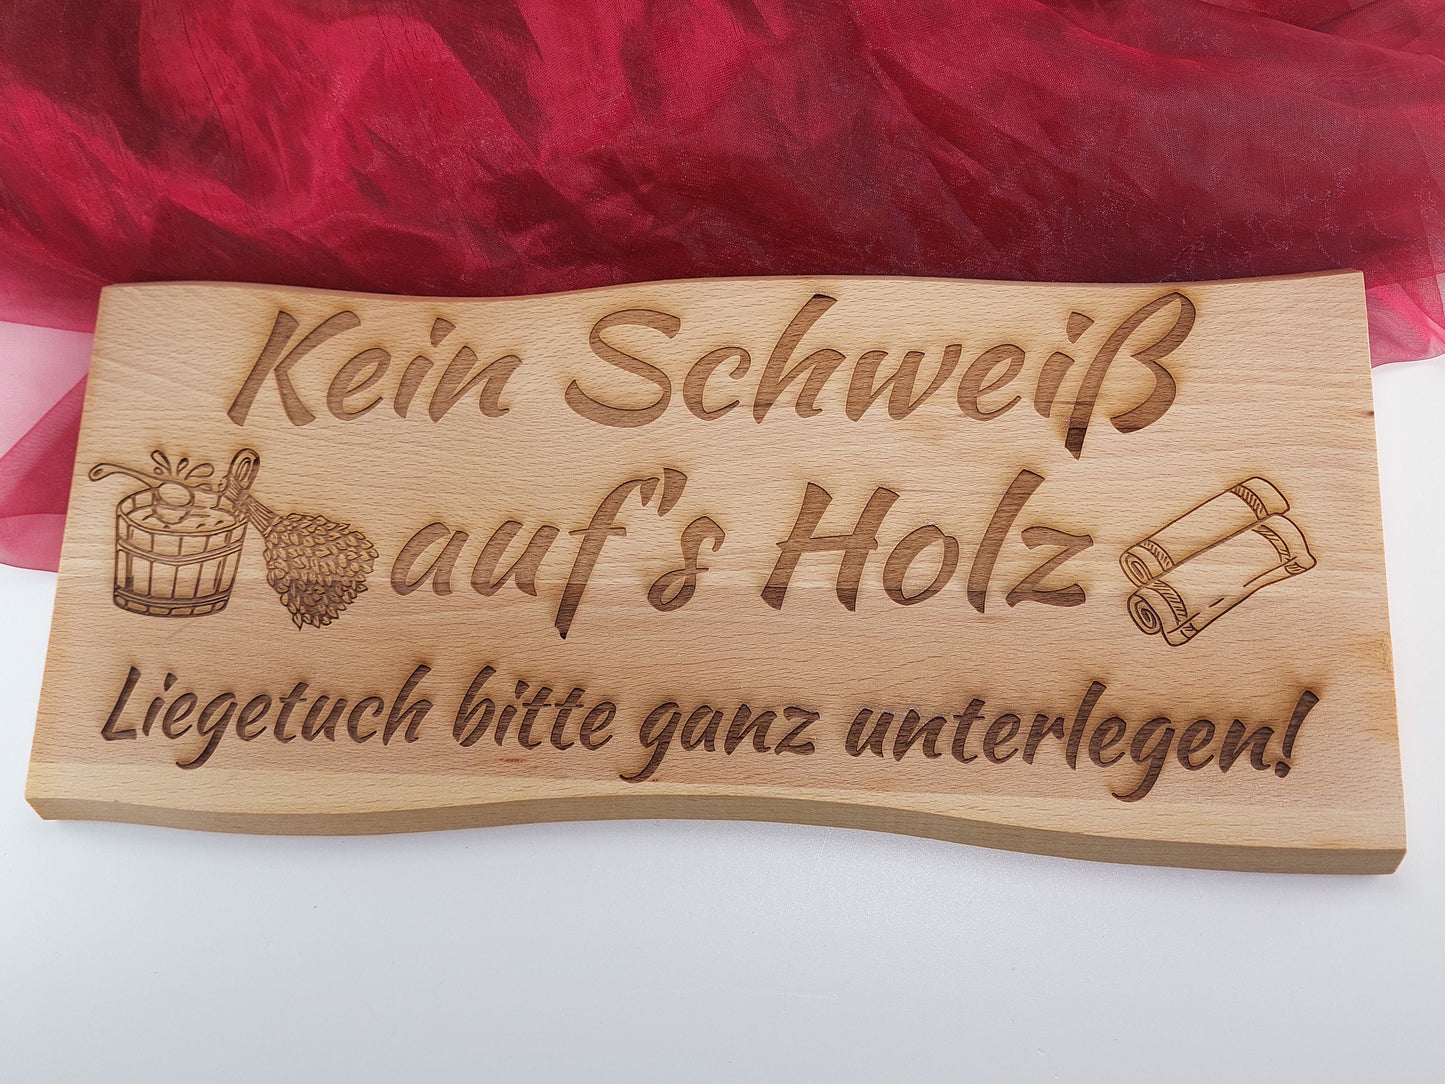 Kein Schweiß
auf's Holz
Liegetuch bitte ganz unterlegen!